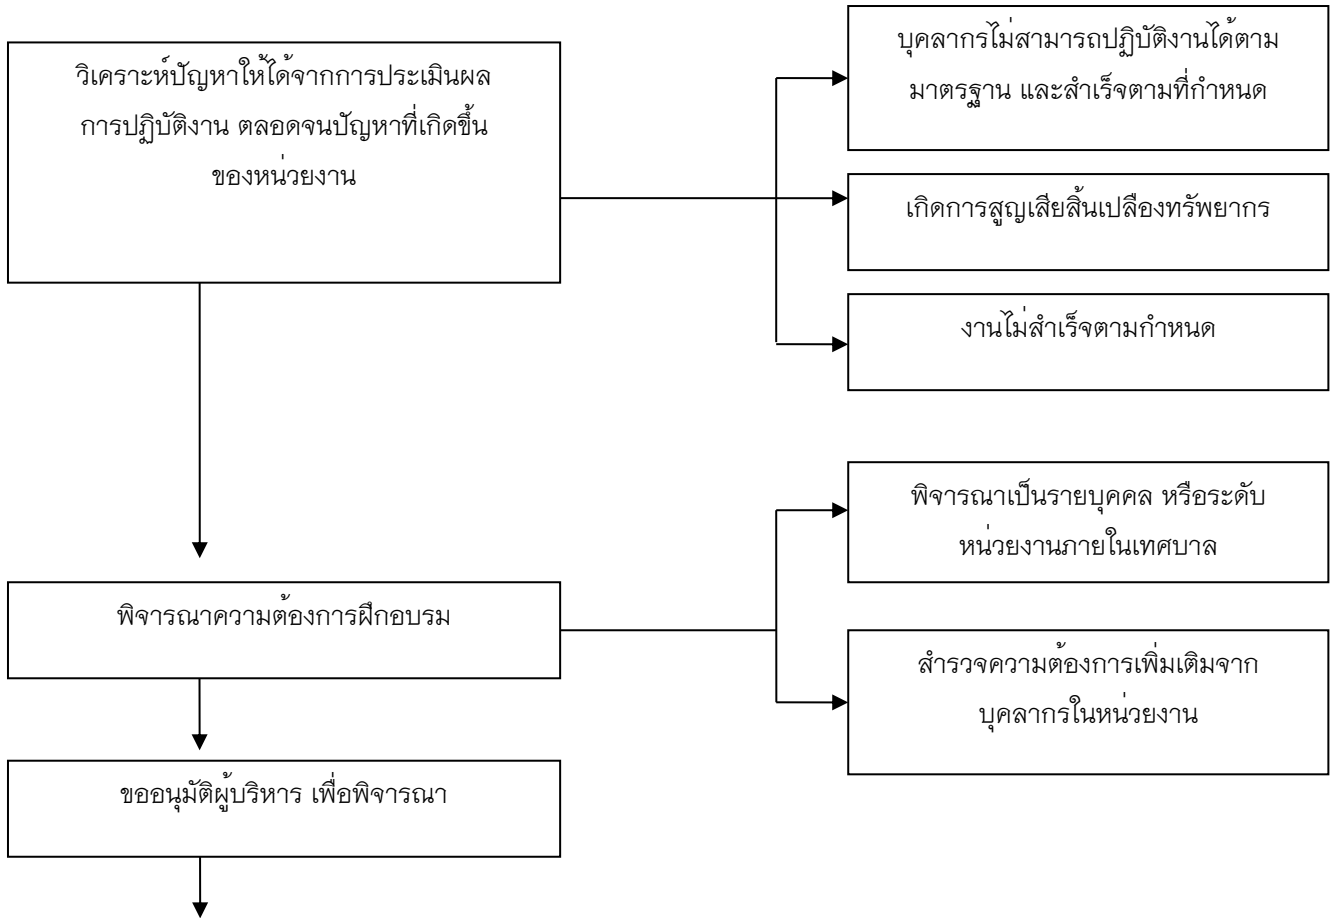 วิเคราะห์ปัญหาให้ได้จากการประเมินผล
การปฏิบัติงาน ตลอดจนปัญหาที่เกิดขึ้น
ของหน่วยงาน
บุคลากรไม่สามารถปฏิบัติงานได้ตาม
มาตรฐาน และสำเร็จตามที่กำหนด
เกิดการสูญเสียสิ้นเปลืองทรัพยากร
งานไม่สำเร็จตามกำหนด
พิจารณาความต้องการฝึกอบรม
พิจารณาเป็นรายบุคคล หรือระดับ
หน่วยงานภายในเทศบาล
สำรวจความต้องการเพิ่มเติมจาก
บุคลากรในหน่วยงาน
ขออนุมัติผู้บริหาร เพื่อพิจารณา